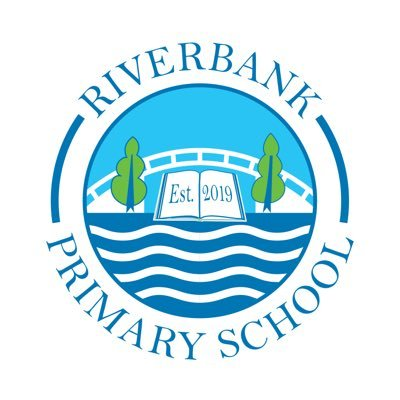 RIVERBANK
Est. 2019
PRIMARY SCHOOL